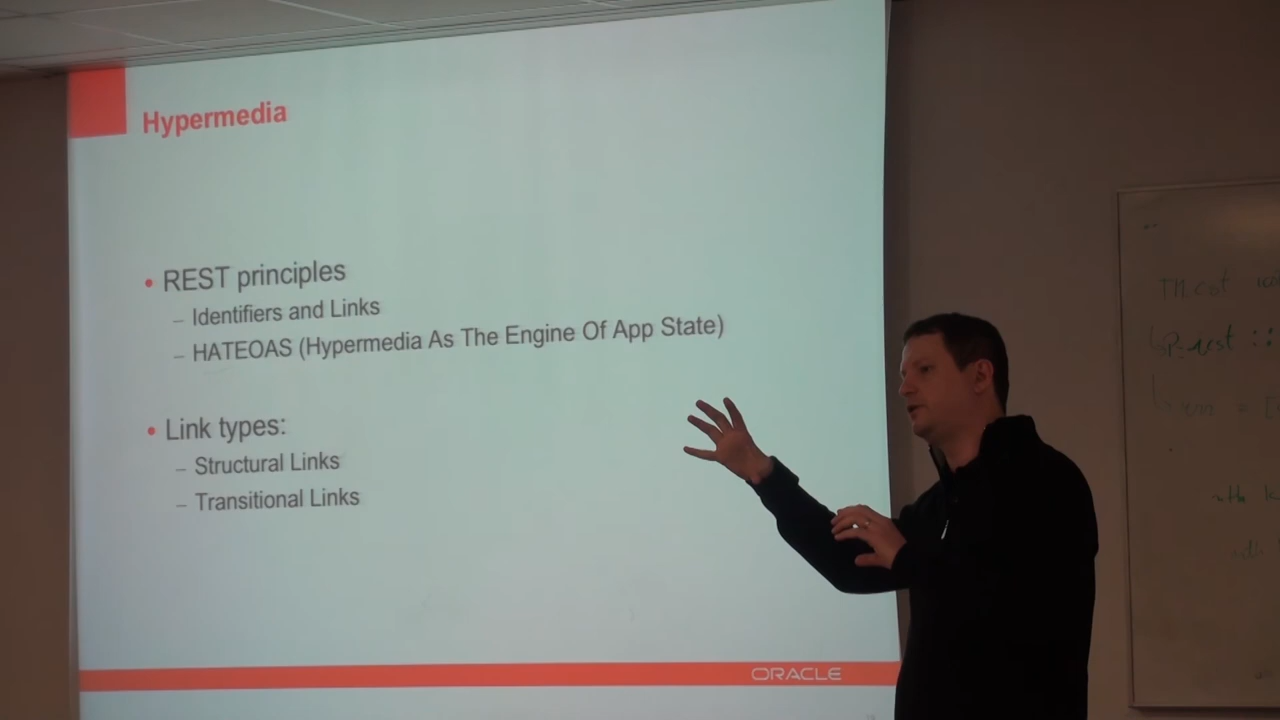 Hypermedia
• REST principles
– Identifiers and Links
– HATEOAS (Hypermedia As The Engine Of App State)
• Link types:
– Structural Links
– Transitional Links
ORACLE